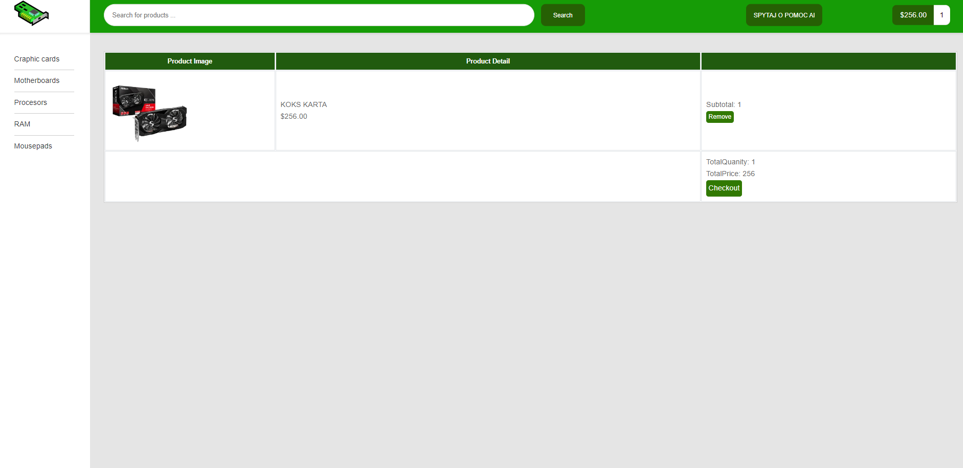 Search for products ...
Search
SPYTAJ O POMOC AI
$256.00
1
Craphic cards
Motherboards
Procesors
RAM
Mousepads
Product Image
Product Detail
KOKS KARTA
$256.00
Subtotal: 1
Remove
TotalQuanity: 1
TotalPrice: 256
Checkout